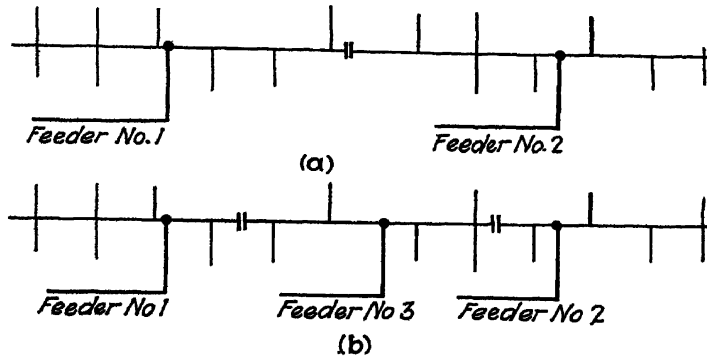 Feeder No. 1
Feeder No. 2
(a)
Feeder No 1
Feeder No 3
Feeder No 2
(b)